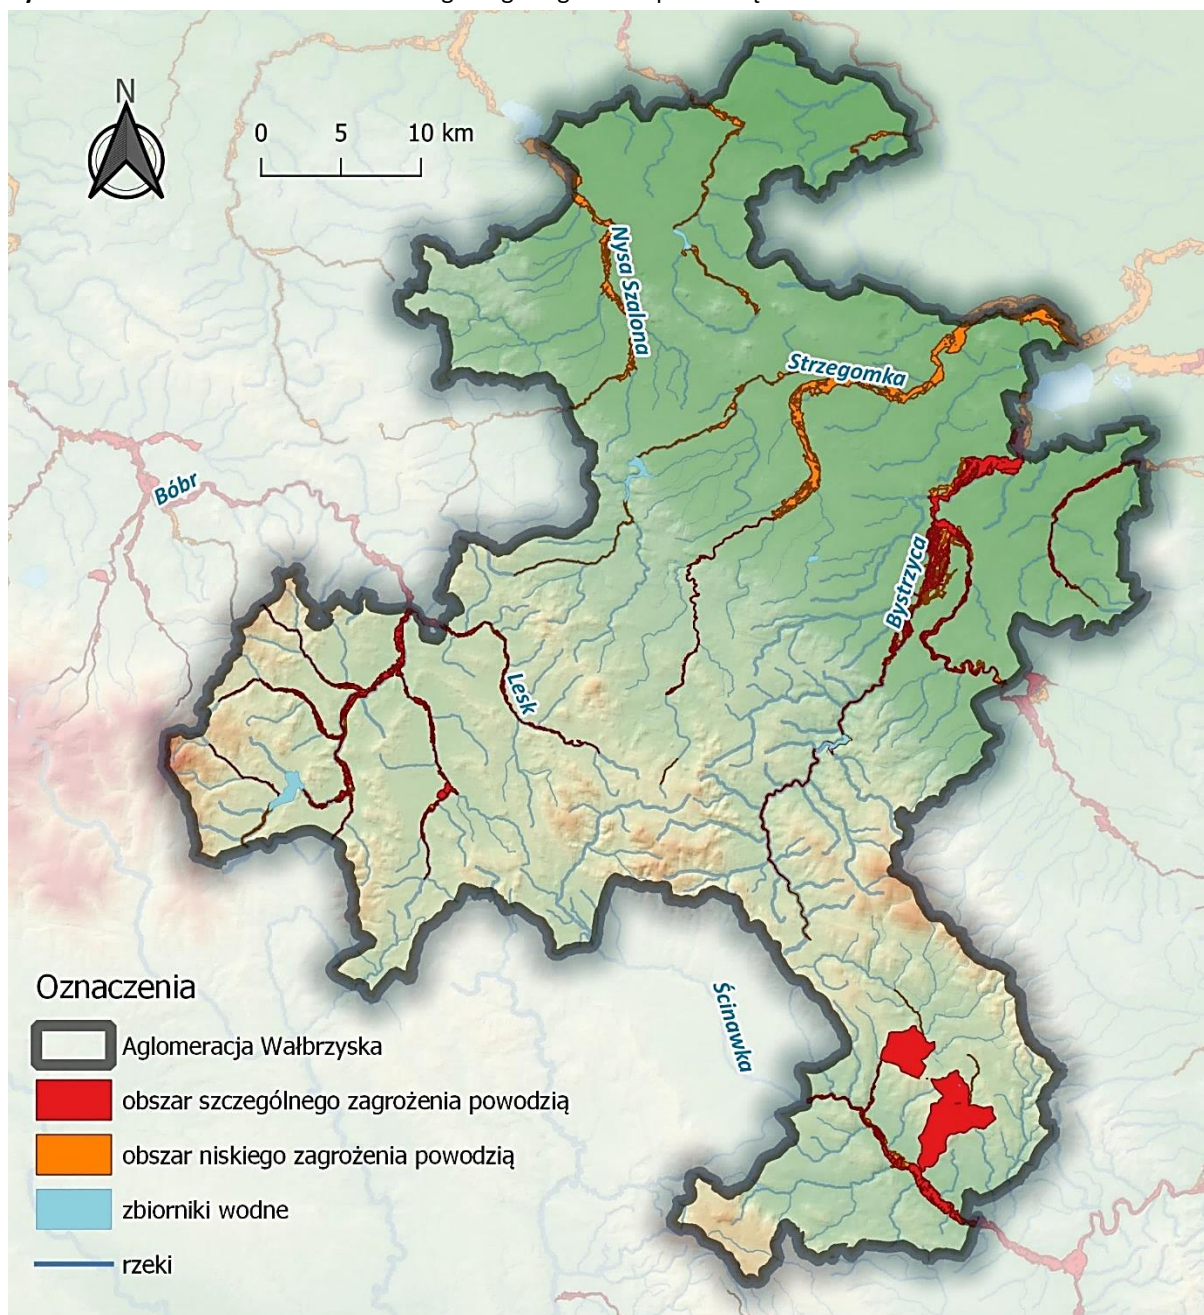 N
0 5 10 km
Nysa Szalona
Strzegomka
Bóbr
Bystrzyca
Lesk
Ścinawka
Oznaczenia
Aglomeracja Wałbrzyska
obszar szczególnego zagrożenia powodzią
obszar niskiego zagrożenia powodzią
zbiorniki wodne
rzeki